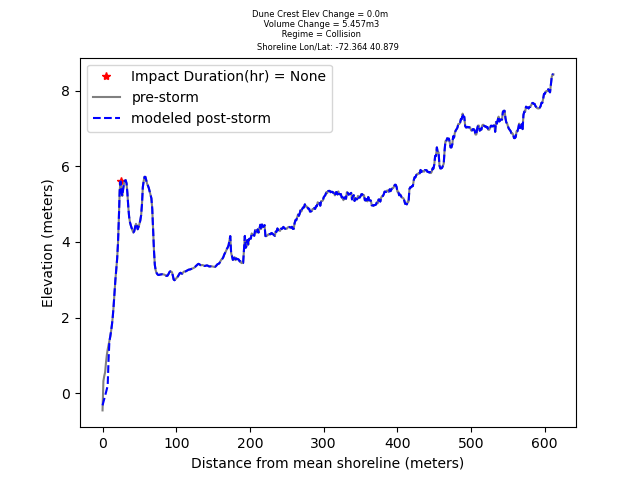 Dune Crest Elev Change = 0.0m
Volume Change = 5.457m3
Regime = Collision
Shoreline Lon/Lat: -72.364 40.879
Impact Duration(hr) = None
pre-storm
modeled post-storm
8
6
4
2
0
Elevation (meters)
0 100 200 300 400 500 600
Distance from mean shoreline (meters)